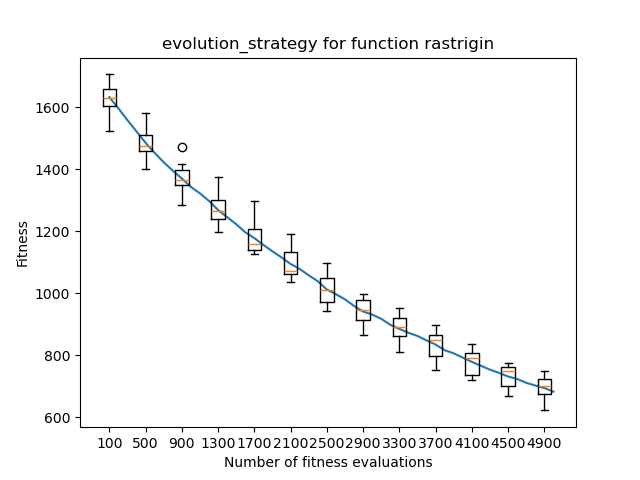 evolution_strategy for function rastrigin
1600
1400
1200
1000
800
600
Fitness
100 500 900 1300 1700 2100 2500 2900 3300 3700 4100 4500 4900
Number of fitness evaluations